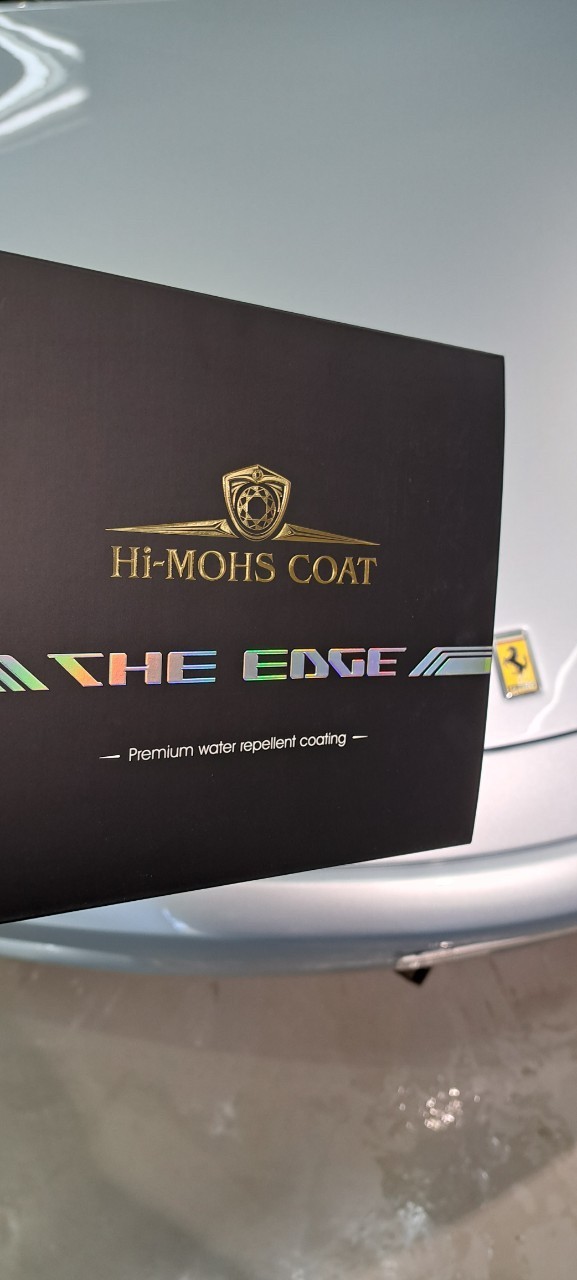 Hi-MOHS COAT
THE EDGE
Premium water repellent coating